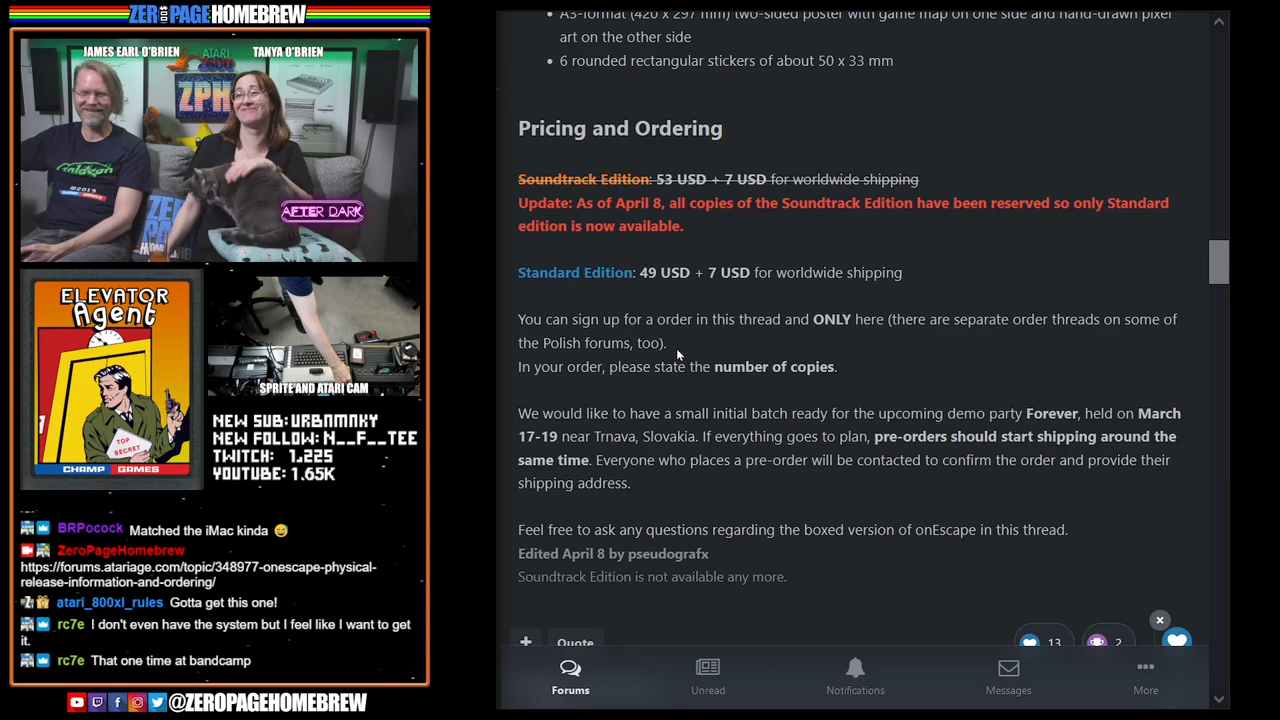 ZEROPAGEHOMEBREW
JAMES EARL O'BRIEN
TANYA O'BRIEN
ATARI
2600
ZPH
AFTER DARK
ELEVATOR
Agent
TOP
SECRET
CHAMP GAMES
SPRITE AND ATARI CAM
NEW SUB: URBNMNKY
NEW FOLLOW: N__F__TEE
TWITCH: 1,225
YOUTUBE: 1.65K
BRPocock Matched the iMac kinda 😅
ZeroPageHomebrew
https://forums.atariage.com/topic/348977-onescape-physical-
release-information-and-ordering/
atari_800xl_rules Gotta get this one!
rc7e I don't even have the system but I feel like I want to get
it.
rc7e That one time at bandcamp
@ZEROPAGEHOMEBREW
A3-format (420 x 297 mm) two-sided poster with game map on one side and hand-drawn pixel
art on the other side
• 6 rounded rectangular stickers of about 50 x 33 mm
Pricing and Ordering
Soundtrack Edition: 53 USD + 7 USD for worldwide shipping
Update: As of April 8, all copies of the Soundtrack Edition have been reserved so only Standard
edition is now available.
Standard Edition: 49 USD + 7 USD for worldwide shipping
You can sign up for a order in this thread and ONLY here (there are separate order threads on some of
the Polish forums, too).
In your order, please state the number of copies.
We would like to have a small initial batch ready for the upcoming demo party Forever, held on March
17-19 near Trnava, Slovakia. If everything goes to plan, pre-orders should start shipping around the
same time. Everyone who places a pre-order will be contacted to confirm the order and provide their
shipping address.
Feel free to ask any questions regarding the boxed version of onEscape in this thread.
Edited April 8 by pseudografx
Soundtrack Edition is not available any more.
+ Quote
13
2
Forums
Unread
Notifications
Messages
More